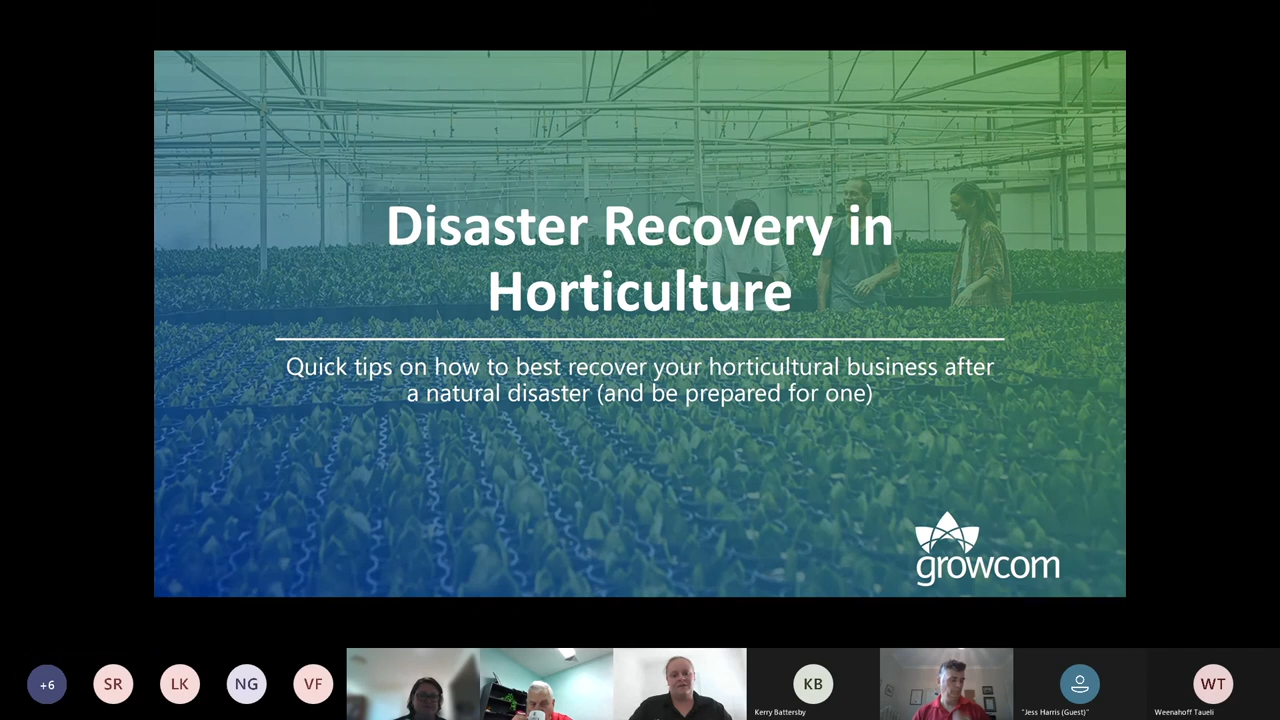 Disaster Recovery in
Horticulture
Quick tips on how to best recover your horticultural business after
a natural disaster (and be prepared for one)
growcom
+6
SR
LK
NG
VF
KB
WT
Kerry Battersby
"Jess Harris (Guest)"
Weenahoff Taueli